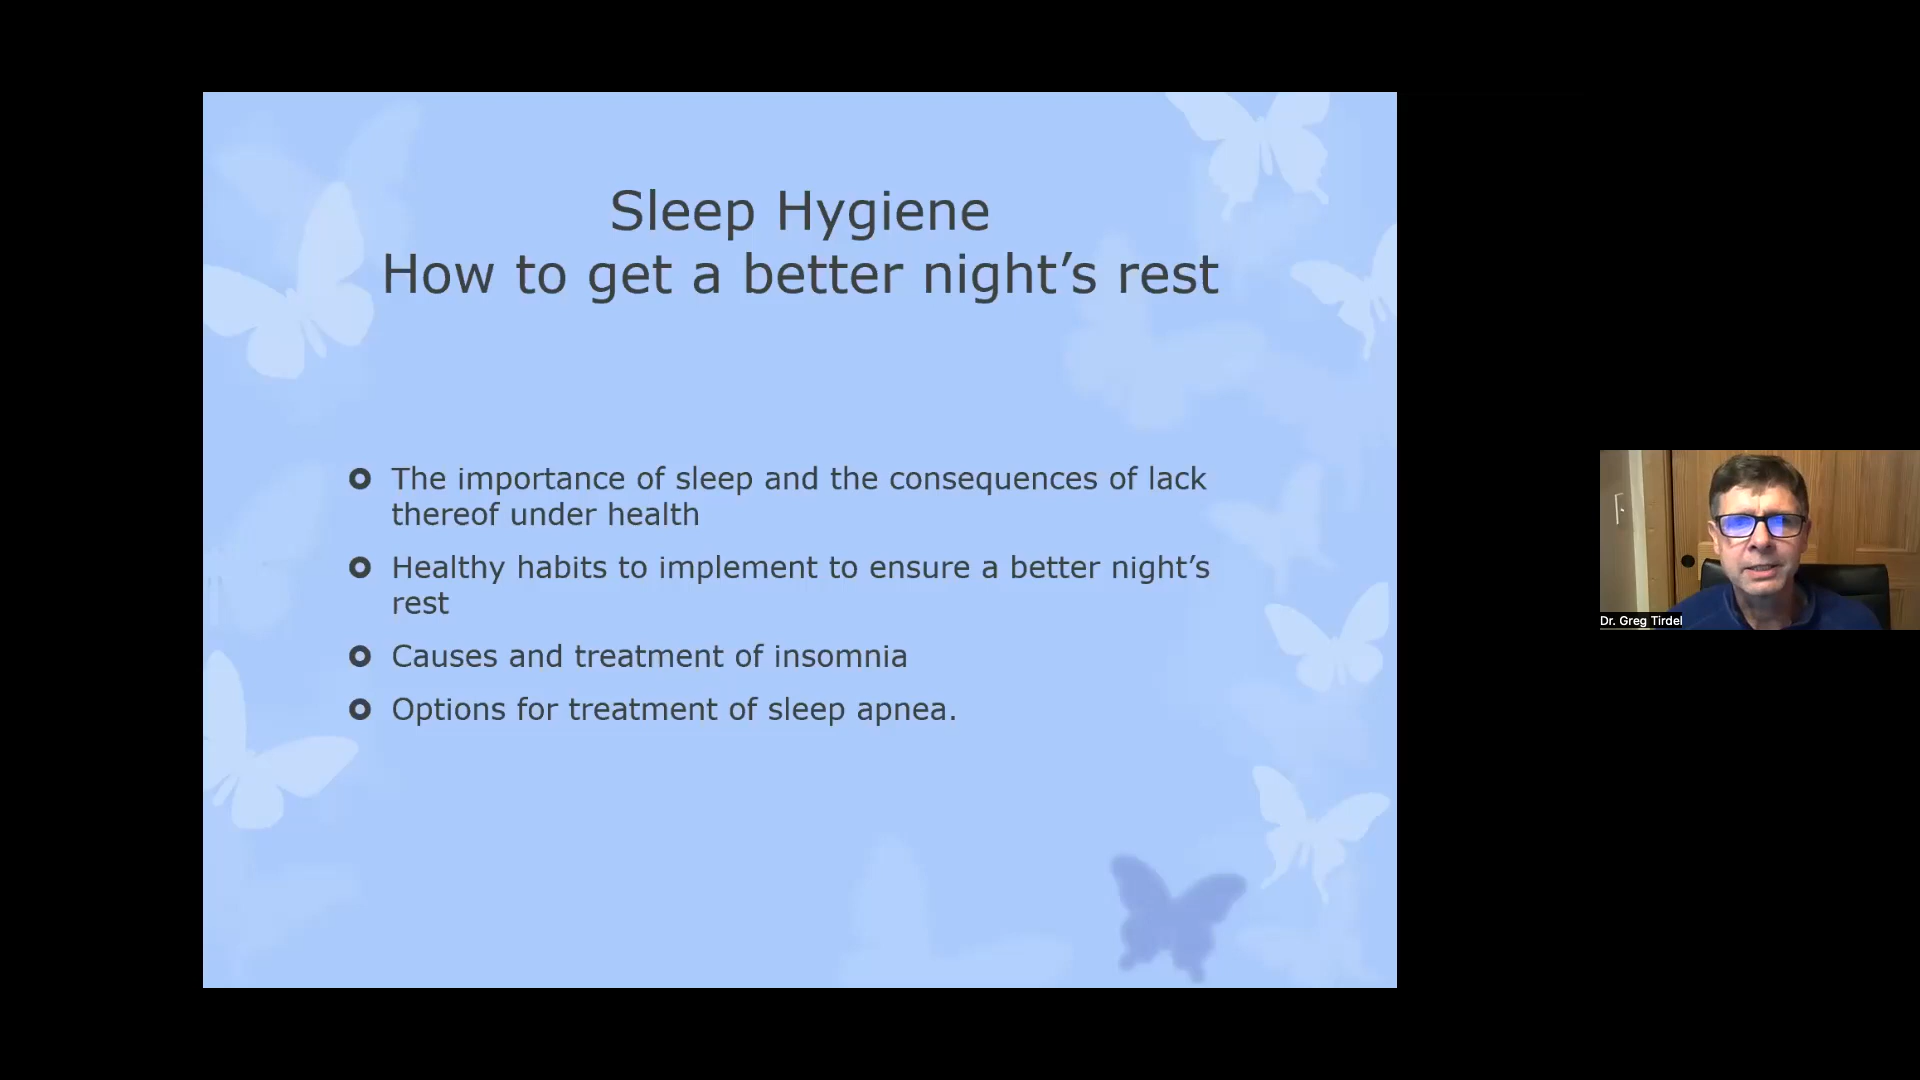 Sleep Hygiene
How to get a better night’s rest
The importance of sleep and the consequences of lack
thereof under health
Healthy habits to implement to ensure a better night’s
rest
Causes and treatment of insomnia
Options for treatment of sleep apnea.
Dr. Greg Tirdel